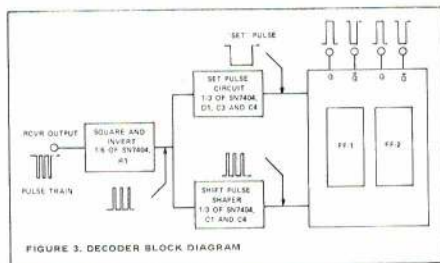 "SET" PULSE
Q Q̅ Q Q̅
SET PULSE
CIRCUIT
1/3 OF SN7404,
D1, C3 AND C4
RCVR OUTPUT
SQUARE AND
INVERT
1/6 OF SN7404,
R1
FF-1
FF-2
PULSE TRAIN
SHIFT PULSE
SHAPER
1/3 OF SN7404,
C1 AND C4
FIGURE 3. DECODER BLOCK DIAGRAM